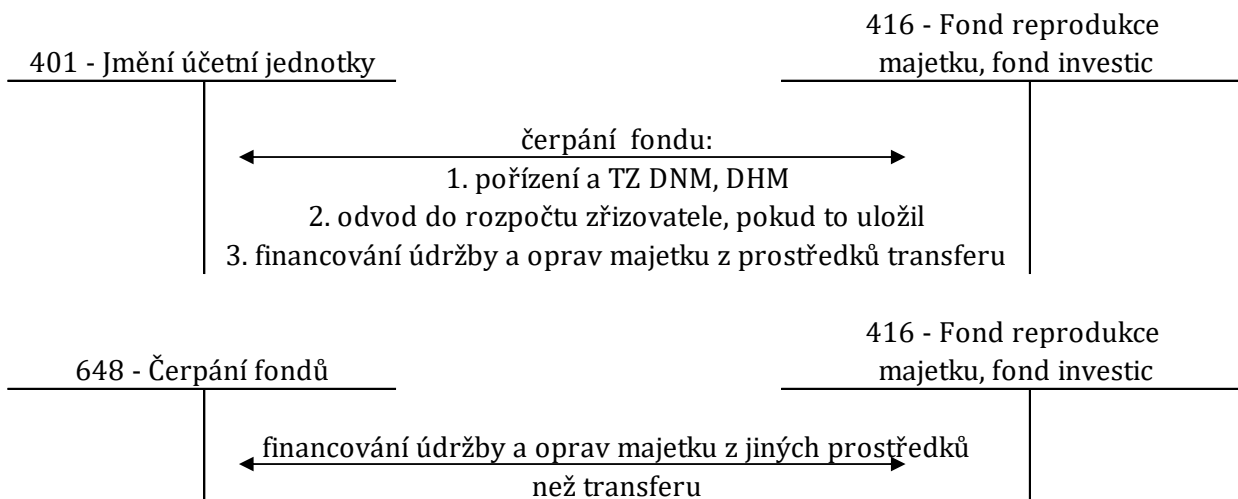 416 - Fond reprodukce
401 - Jmění účetní jednotky
majetku, fond investic
čerpání  fondu:
1. pořízení a TZ DNM, DHM
2. odvod do rozpočtu zřizovatele, pokud to uložil
3. financování údržby a oprav majetku z prostředků transferu
416 - Fond reprodukce
648 - Čerpání fondů
majetku, fond investic
financování údržby a oprav majetku z jiných prostředků
než transferu